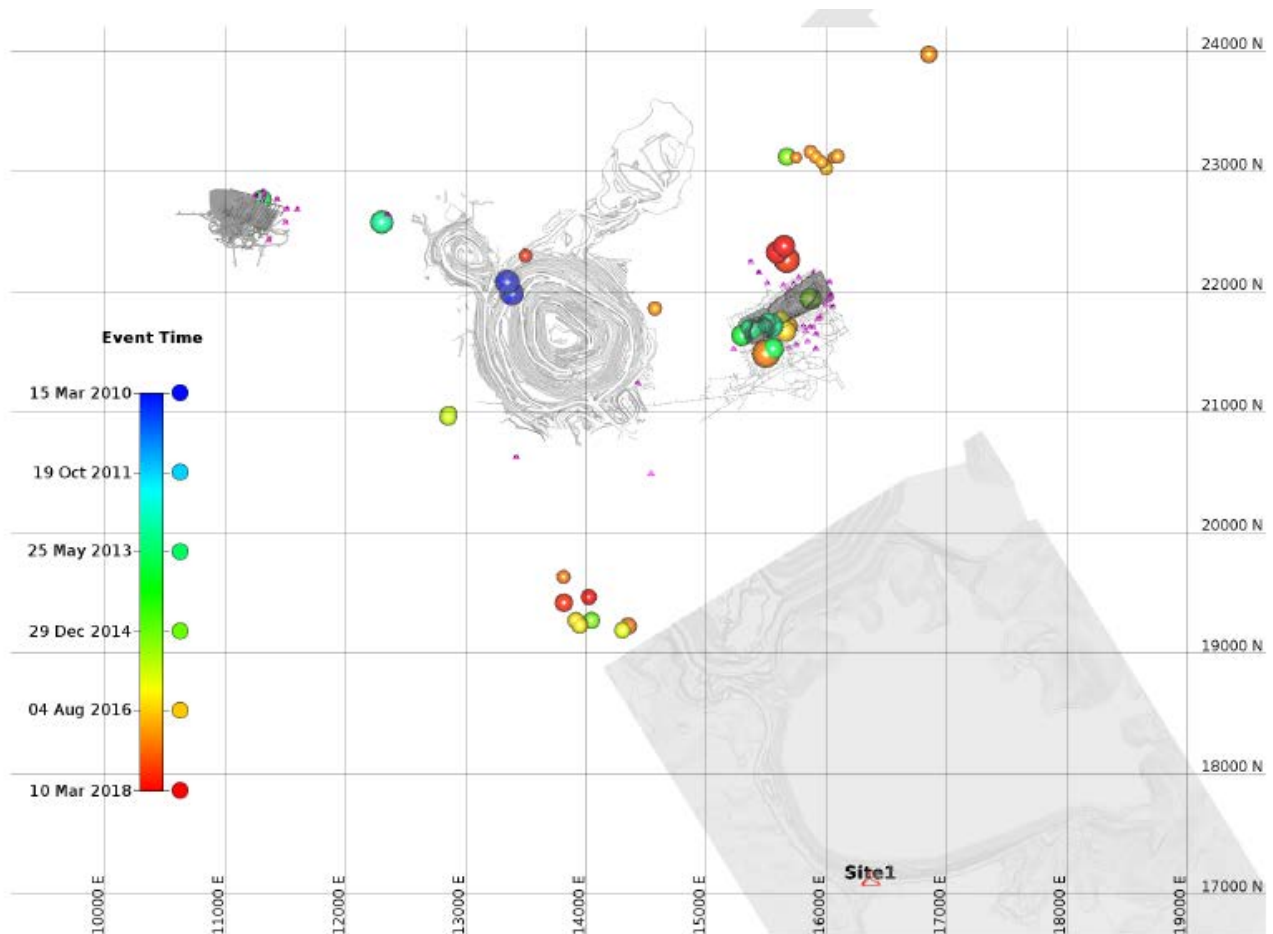 24000 N
23000 N
22000 N
Event Time
15 Mar 2010
21000 N
19 Oct 2011
20000 N
25 May 2013
29 Dec 2014
19000 N
04 Aug 2016
18000 N
10 Mar 2018
Site1
17000 N
10000 E
11000 E
12000 E
13000 E
14000 E
15000 E
16000 E
17000 E
18000 E
19000 E